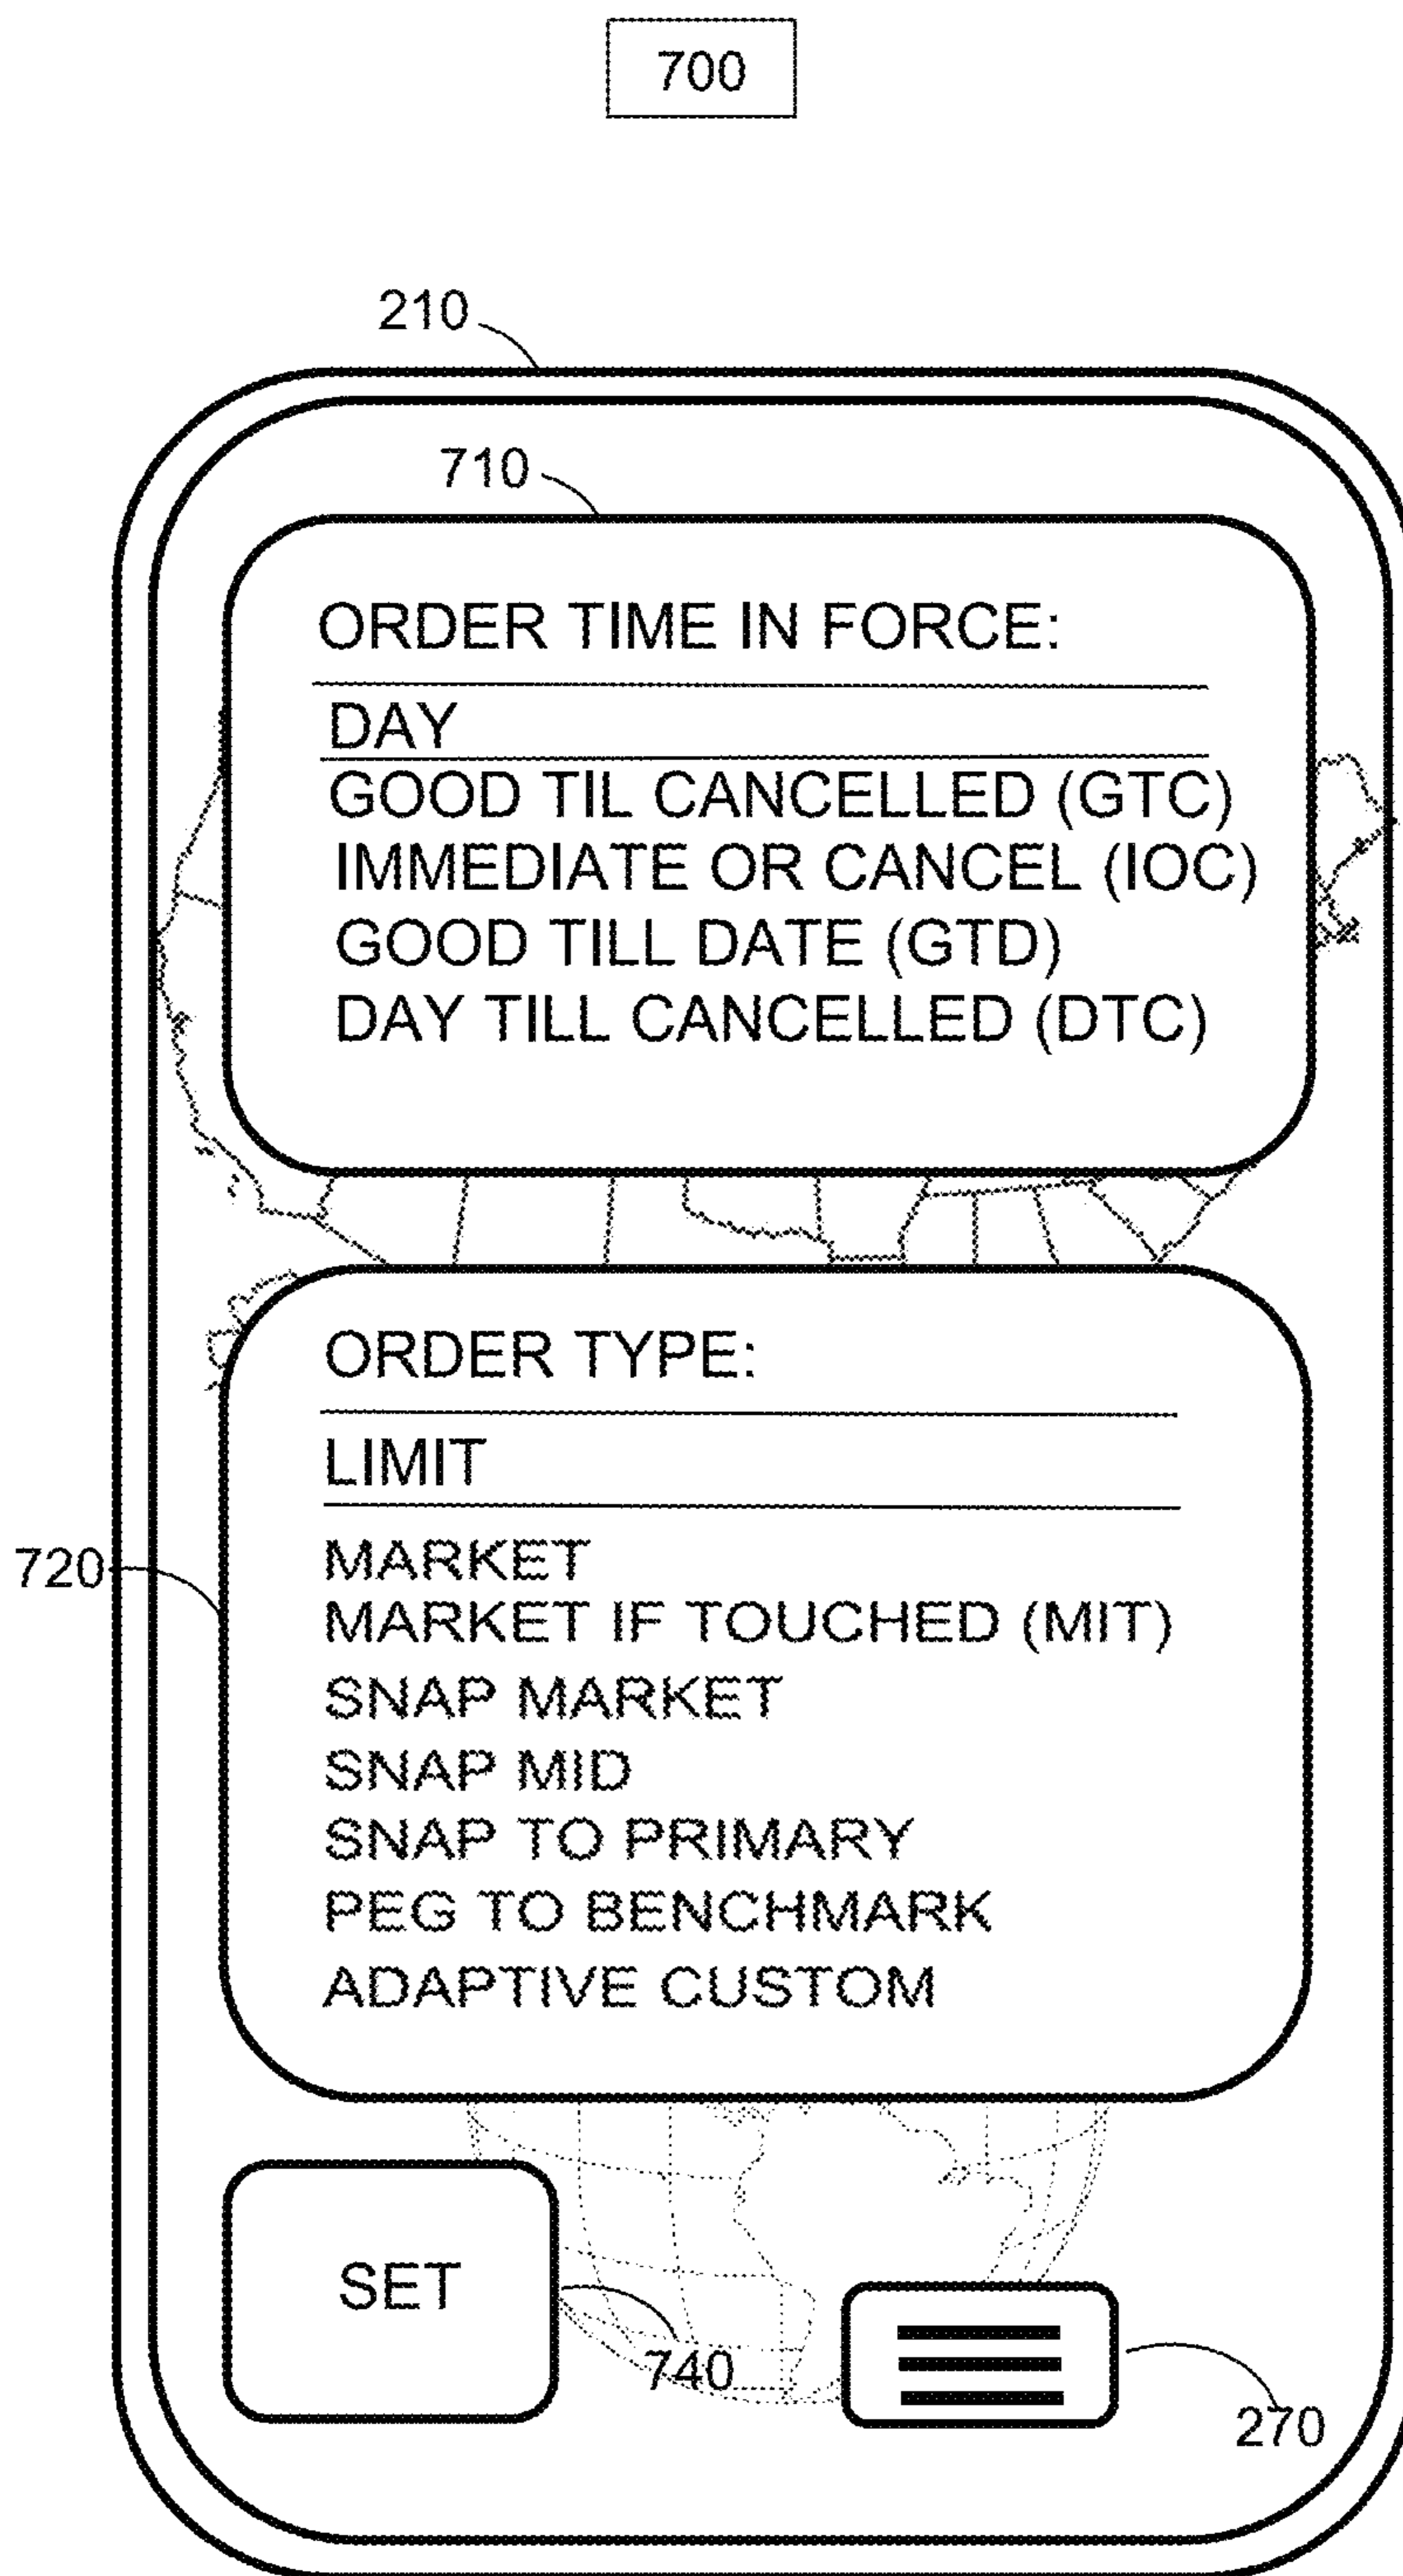 700
210
710
ORDER TIME IN FORCE:
DAY
GOOD TIL CANCELLED (GTC)
IMMEDIATE OR CANCEL (IOC)
GOOD TILL DATE (GTD)
DAY TILL CANCELLED (DTC)
ORDER TYPE:
LIMIT
720
MARKET
MARKET IF TOUCHED (MIT)
SNAP MARKET
SNAP MID
SNAP TO PRIMARY
PEG TO BENCHMARK
ADAPTIVE CUSTOM
SET
740
270